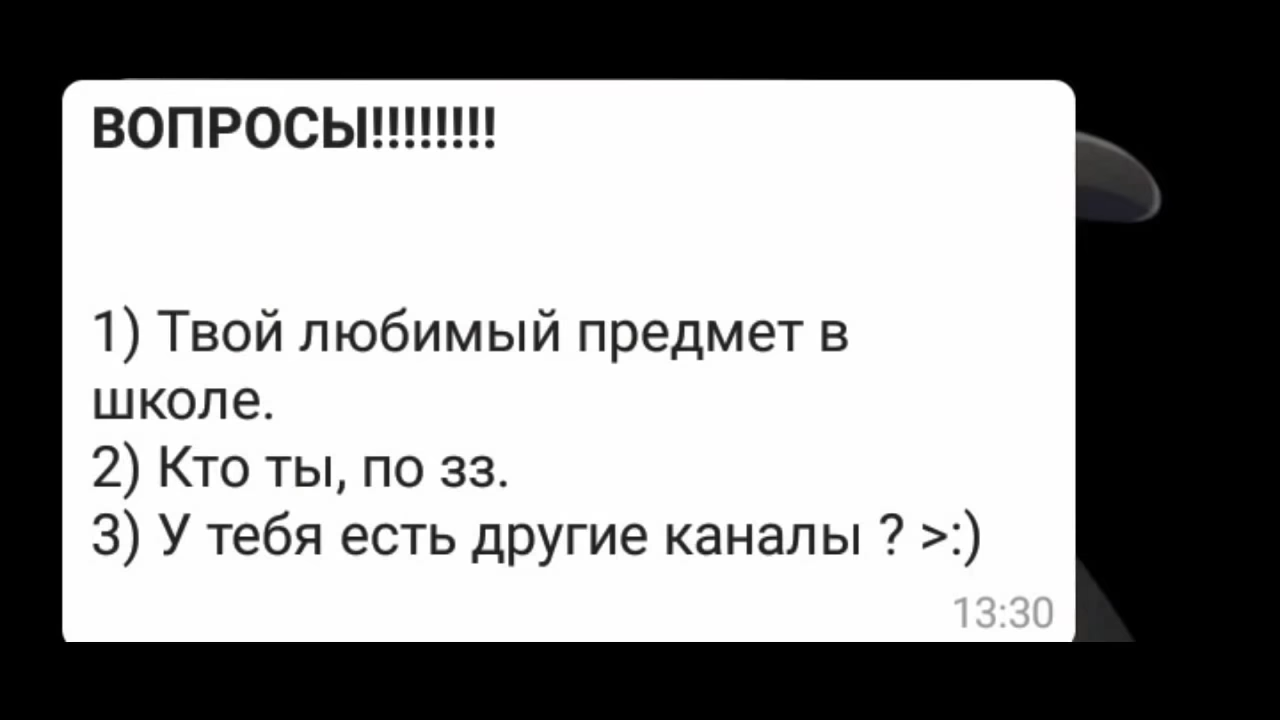 ВОПРОСЫ!!!!!!!!
1) Твой любимый предмет в
школе.
2) Кто ты, по зз.
3) У тебя есть другие каналы ? >:)
13:30